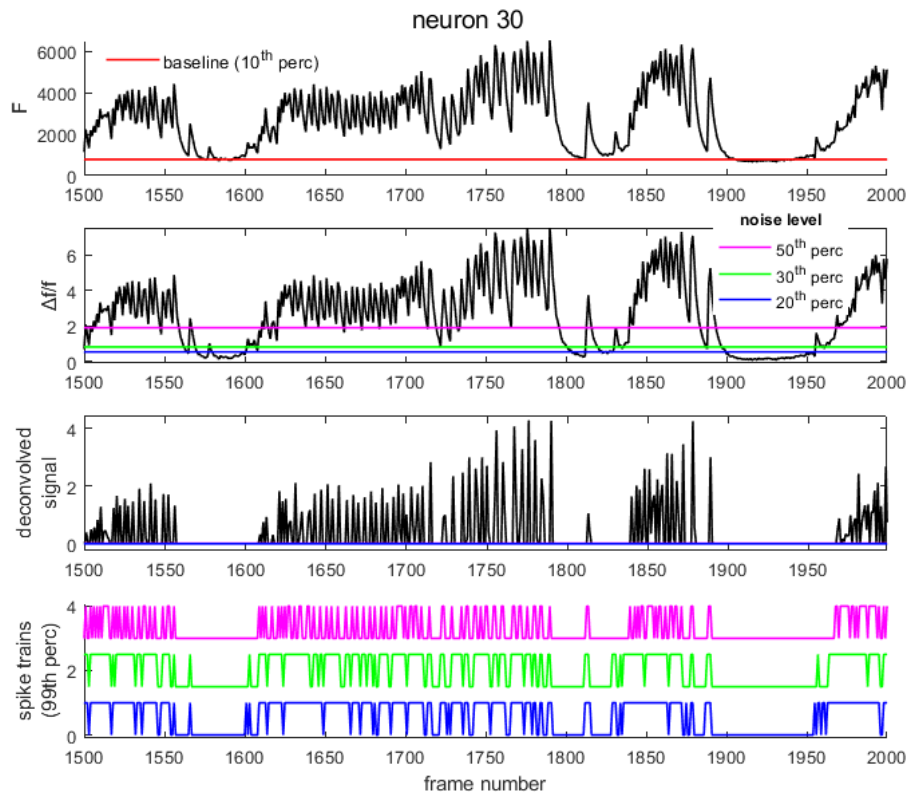 neuron 30
F
6000
4000
2000
0
baseline (10th perc)
1500 1550 1600 1650 1700 1750 1800 1850 1900 1950 2000
Δf/f
6
4
2
0
noise level
50th perc
30th perc
20th perc
1500 1550 1600 1650 1700 1750 1800 1850 1900 1950 2000
deconvolved
signal
4
2
0
1500 1550 1600 1650 1700 1750 1800 1850 1900 1950 2000
spike trains
(99th perc)
4
2
0
1500 1550 1600 1650 1700 1750 1800 1850 1900 1950 2000
frame number